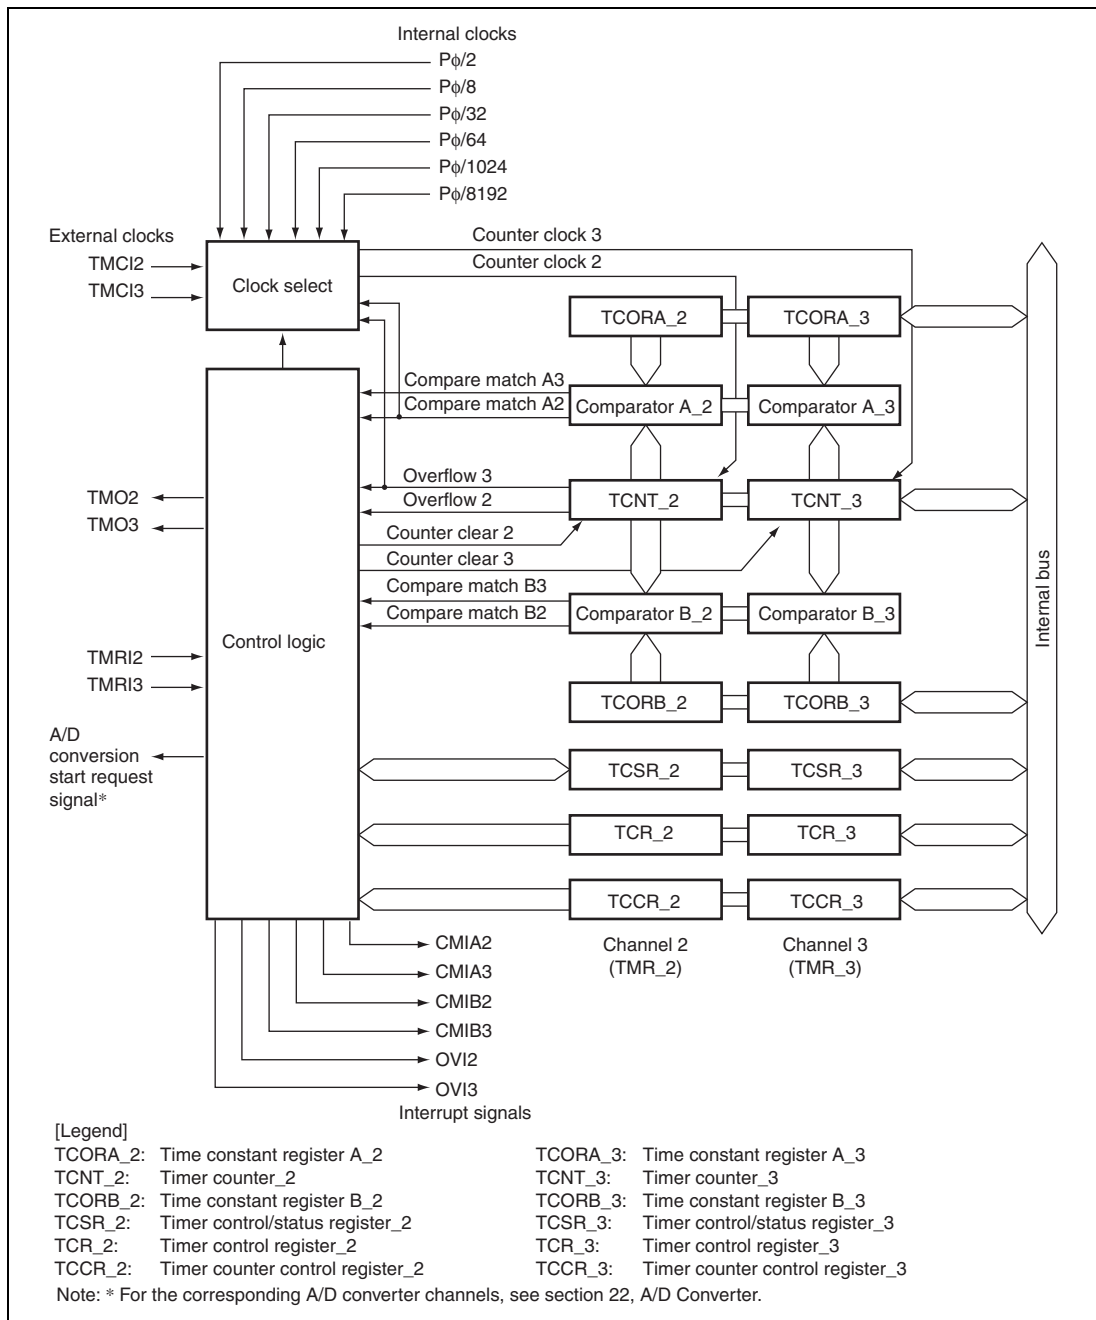 Internal clocks
Pφ/2
Pφ/8
Pφ/32
Pφ/64
Pφ/1024
Pφ/8192
External clocks
TMCI2
TMCI3
Clock select
Counter clock 3
Counter clock 2
TCORA_2
TCORA_3
Compare match A3
Compare match A2
Comparator A_2
Comparator A_3
TMO2
TMO3
Overflow 3
Overflow 2
TCNT_2
TCNT_3
Counter clear 2
Counter clear 3
Compare match B3
Compare match B2
Comparator B_2
Comparator B_3
Internal bus
Control logic
TMRI2
TMRI3
TCORB_2
TCORB_3
A/D
conversion
start request
signal*
TCSR_2
TCSR_3
TCR_2
TCR_3
TCCR_2
TCCR_3
Channel 2
(TMR_2)
Channel 3
(TMR_3)
CMIA2
CMIA3
CMIB2
CMIB3
OVI2
OVI3
Interrupt signals
[Legend]
TCORA_2: Time constant register A_2
TCORA_3: Time constant register A_3
TCNT_2: Timer counter_2
TCNT_3: Timer counter_3
TCORB_2: Time constant register B_2
TCORB_3: Time constant register B_3
TCSR_2: Timer control/status register_2
TCSR_3: Timer control/status register_3
TCR_2: Timer control register_2
TCR_3: Timer control register_3
TCCR_2: Timer counter control register_2
TCCR_3: Timer counter control register_3
Note: * For the corresponding A/D converter channels, see section 22, A/D Converter.